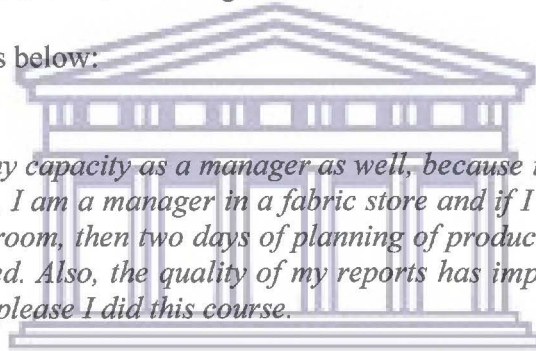 s below:
ny capacity as a manager as well, because i
. I am a manager in a fabric store and if I
room, then two days of planning of produc
ed. Also, the quality of my reports has imp
please I did this course.